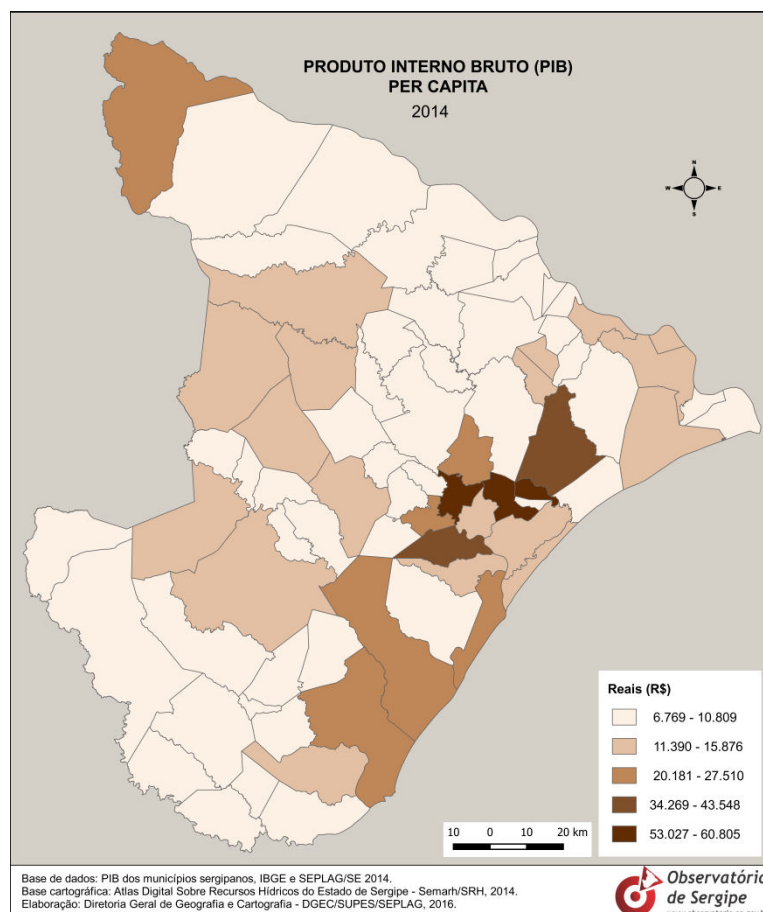 PRODUTO INTERNO BRUTO (PIB)
PER CAPITA
2014
N
W
E
S
Reais (R$)
6.769 - 10.809
11.390 - 15.876
20.181 - 27.510
34.269 - 43.548
53.027 - 60.805
10 0 10 20 km
Base de dados: PIB dos municípios sergipanos, IBGE e SEPLAG/SE 2014.
Base cartográfica: Atlas Digital Sobre Recursos Hídricos do Estado de Sergipe - Semarh/SRH, 2014.
Elaboração: Diretoria Geral de Geografia e Cartografia - DGEC/SUPES/SEPLAG, 2016.
Observatório
de Sergipe